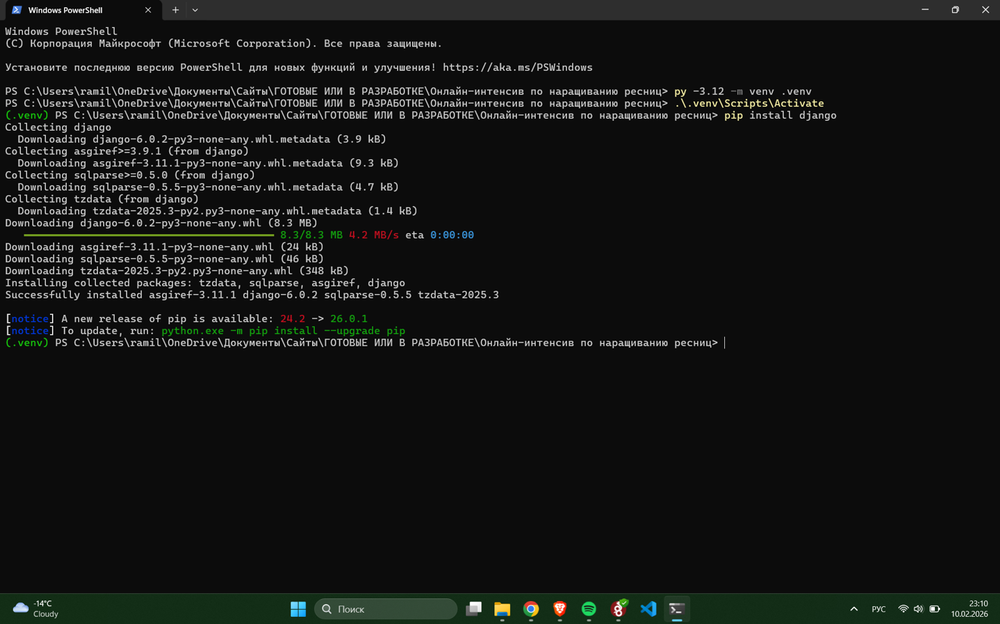 Windows PowerShell
Windows PowerShell
(C) Корпорация Майкрософт (Microsoft Corporation). Все права защищены.
Установите последнюю версию PowerShell для новых функций и улучшения! https://aka.ms/PSWindows
PS C:\Users\ramil\OneDrive\Документы\Сайты\ГОТОВЫЕ ИЛИ В РАЗРАБОТКЕ\Онлайн-интенсив по наращиванию ресниц> py -3.12 -m venv .venv
PS C:\Users\ramil\OneDrive\Документы\Сайты\ГОТОВЫЕ ИЛИ В РАЗРАБОТКЕ\Онлайн-интенсив по наращиванию ресниц> .\.venv\Scripts\Activate
(.venv) PS C:\Users\ramil\OneDrive\Документы\Сайты\ГОТОВЫЕ ИЛИ В РАЗРАБОТКЕ\Онлайн-интенсив по наращиванию ресниц> pip install django
Collecting django
  Downloading django-6.0.2-py3-none-any.whl.metadata (3.9 kB)
Collecting asgiref>=3.9.1 (from django)
  Downloading asgiref-3.11.1-py3-none-any.whl.metadata (9.3 kB)
Collecting sqlparse>=0.5.0 (from django)
  Downloading sqlparse-0.5.5-py3-none-any.whl.metadata (4.7 kB)
Collecting tzdata (from django)
  Downloading tzdata-2025.3-py2.py3-none-any.whl.metadata (1.4 kB)
Downloading django-6.0.2-py3-none-any.whl (8.3 MB)
8.3/8.3 MB 4.2 MB/s eta 0:00:00
Downloading asgiref-3.11.1-py3-none-any.whl (24 kB)
Downloading sqlparse-0.5.5-py3-none-any.whl (46 kB)
Downloading tzdata-2025.3-py2.py3-none-any.whl (348 kB)
Installing collected packages: tzdata, sqlparse, asgiref, django
Successfully installed asgiref-3.11.1 django-6.0.2 sqlparse-0.5.5 tzdata-2025.3
[notice] A new release of pip is available: 24.2 -> 26.0.1
[notice] To update, run: python.exe -m pip install --upgrade pip
(.venv) PS C:\Users\ramil\OneDrive\Документы\Сайты\ГОТОВЫЕ ИЛИ В РАЗРАБОТКЕ\Онлайн-интенсив по наращиванию ресниц>
-14°C
Cloudy
Поиск
РУС
23:10
10.02.2026